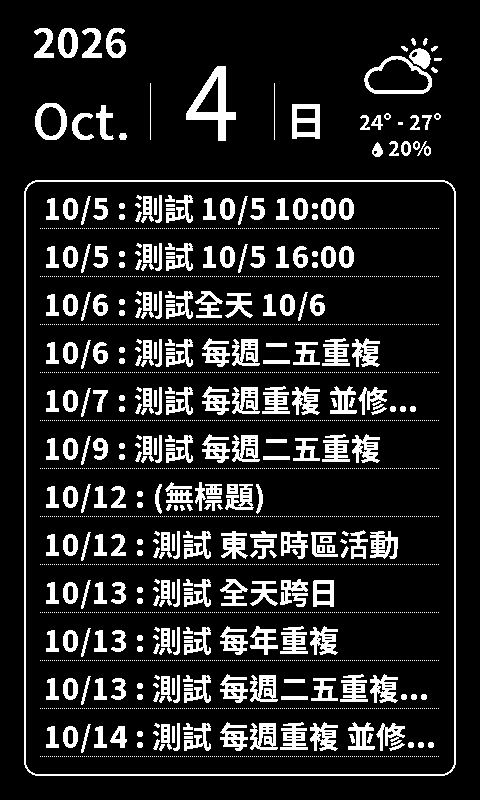 2026
Oct. 4 日
24° - 27°
20%
10/5 : 測試 10/5 10:00
10/5 : 測試 10/5 16:00
10/6 : 測試全天 10/6
10/6 : 測試 每週二五重複
10/7 : 測試 每週重複 並修...
10/9 : 測試 每週二五重複
10/12 : (無標題)
10/12 : 測試 東京時區活動
10/13 : 測試 全天跨日
10/13 : 測試 每年重複
10/13 : 測試 每週二五重複...
10/14 : 測試 每週重複 並修...